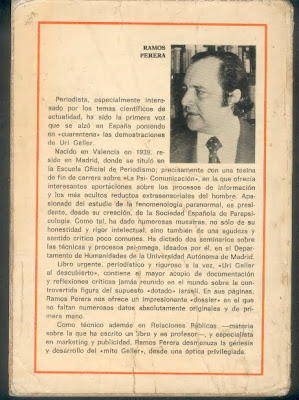 RAMOS
PERERA
Periodista, especialmente intere-
sado por los temas científicos de
actualidad, ha sido la primera voz
que se alzó en España poniendo
en «cuarentena» las demostraciones
de Uri Geller.
Nacido en Valencia en 1939, re-
side en Madrid, donde se tituló en
la Escuela Oficial de Periodismo; precisamente con una tesina
de fin de carrera sobre «La Psi- Comunicación», en la que ofrecía
interesantes aportaciones sobre los procesos de información
y los más ocultos reductos extrasensoriales del hombre. Apa-
sionado del estudio de la fenomenología paranormal, es presi-
dente, desde su creación, de la Sociedad Española de Parapsi-
cología. Como tal, ha dado numerosas muestras, no sólo de su
honestidad y rigor intelectual, sino también de una agudeza y
sentido crítico poco comunes. Ha dictado dos seminarios sobre
las técnicas y procesos psi-omega, ideados por él, en el Depar-
tamento de Humanidades de la Universidad Autónoma de Madrid.
Libro urgente, periodístico y riguroso a la vez, «Uri Geller
al descubierto», contiene el mayor acopio de documentación
y reflexiones críticas jamás reunido en el mundo sobre la con-
trovertida figura del supuesto «dotado» israelí. En sus páginas,
Ramos Perera nos ofrece un impresionante «dossier» en el que
no faltan numerosos datos absolutamente originales y de pri-
mera mano.
Como técnico además en Relaciones Públicas —materia
sobre la que ha escrito un libro y es profesor—, y especialista
en marketing y publicidad, Ramos Perera desmenuza la génesis
y desarrollo del «mito Geller», desde una óptica privilegiada.